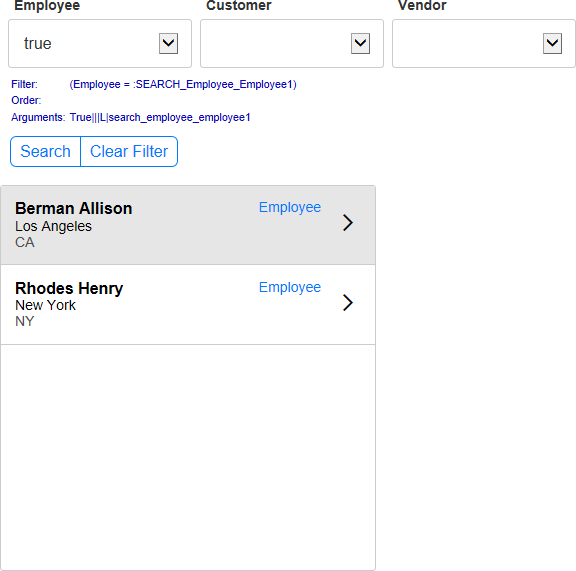 Employee Customer Vendor
true
Filter: (Employee = :SEARCH_Employee_Employee1)
Order:
Arguments: True|||L|search_employee_employee1
Search Clear Filter
Berman Allison Employee
Los Angeles
CA
Rhodes Henry Employee
New York
NY